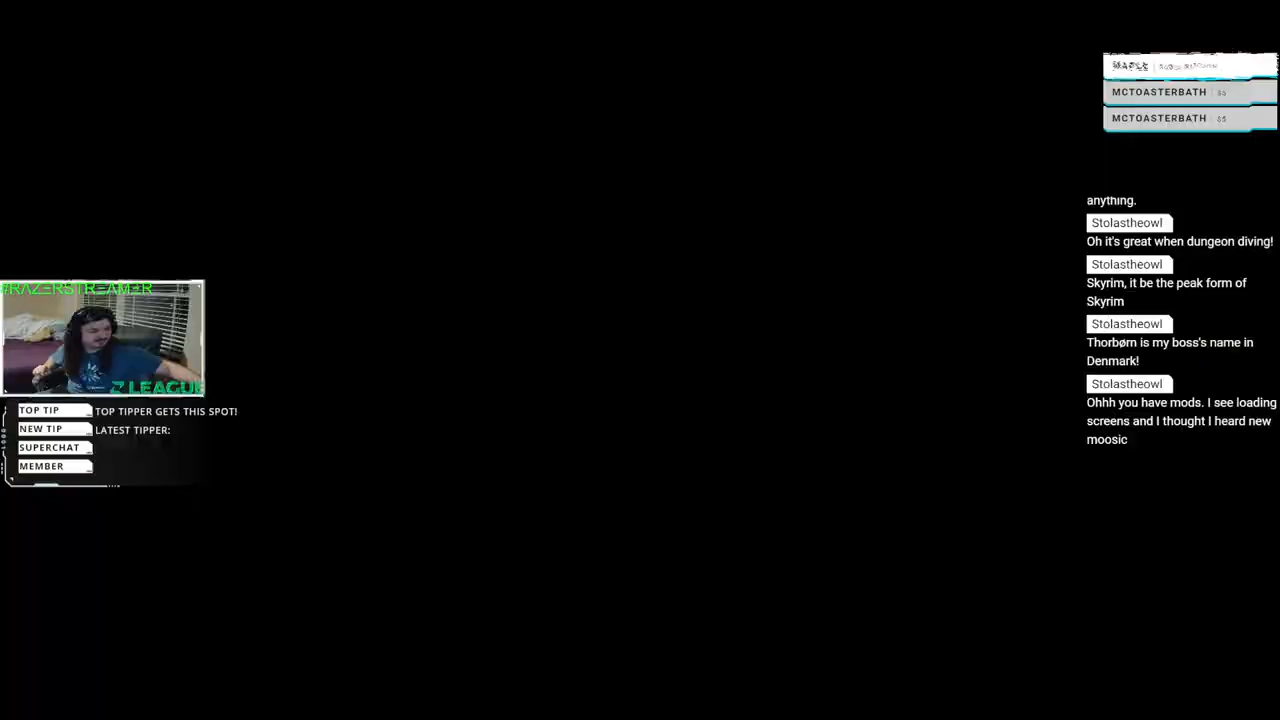 MCTOASTERBATH $5
MCTOASTERBATH $5
anything.
Stolastheowl
Oh it's great when dungeon diving!
Stolastheowl
Skyrim, it be the peak form of
Skyrim
Stolastheowl
Thorbørn is my boss's name in
Denmark!
Stolastheowl
Ohhh you have mods. I see loading
screens and I thought I heard new
moosic
#RAZERSTREAMER
Z LEAGUE
TOP TIP TOP TIPPER GETS THIS SPOT!
NEW TIP LATEST TIPPER:
SUPERCHAT
MEMBER